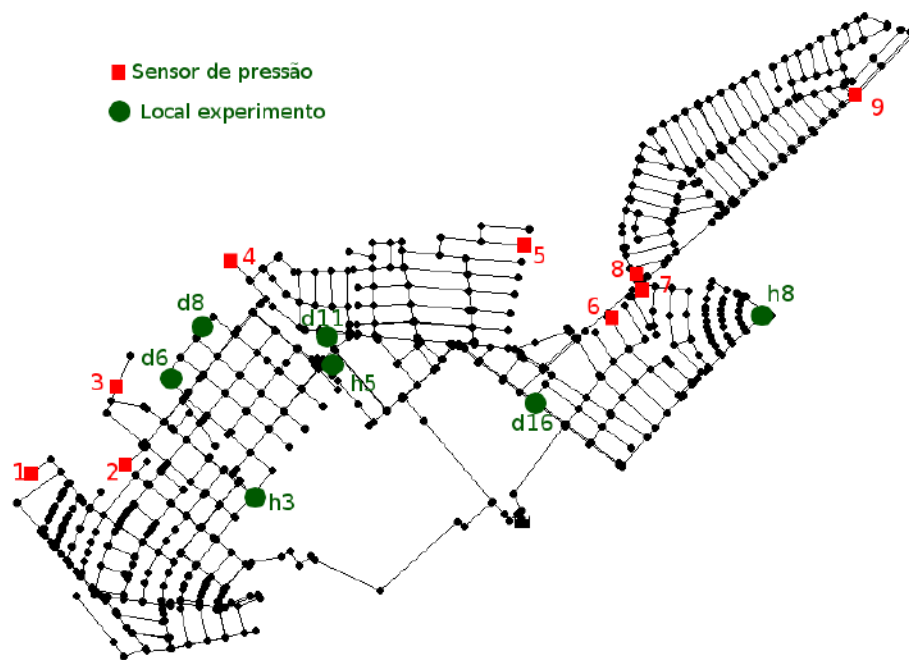 Sensor de pressão
Local experimento
9
4
5
8
7
d8
d11
6
h8
d6
h5
3
d16
1
2
h3